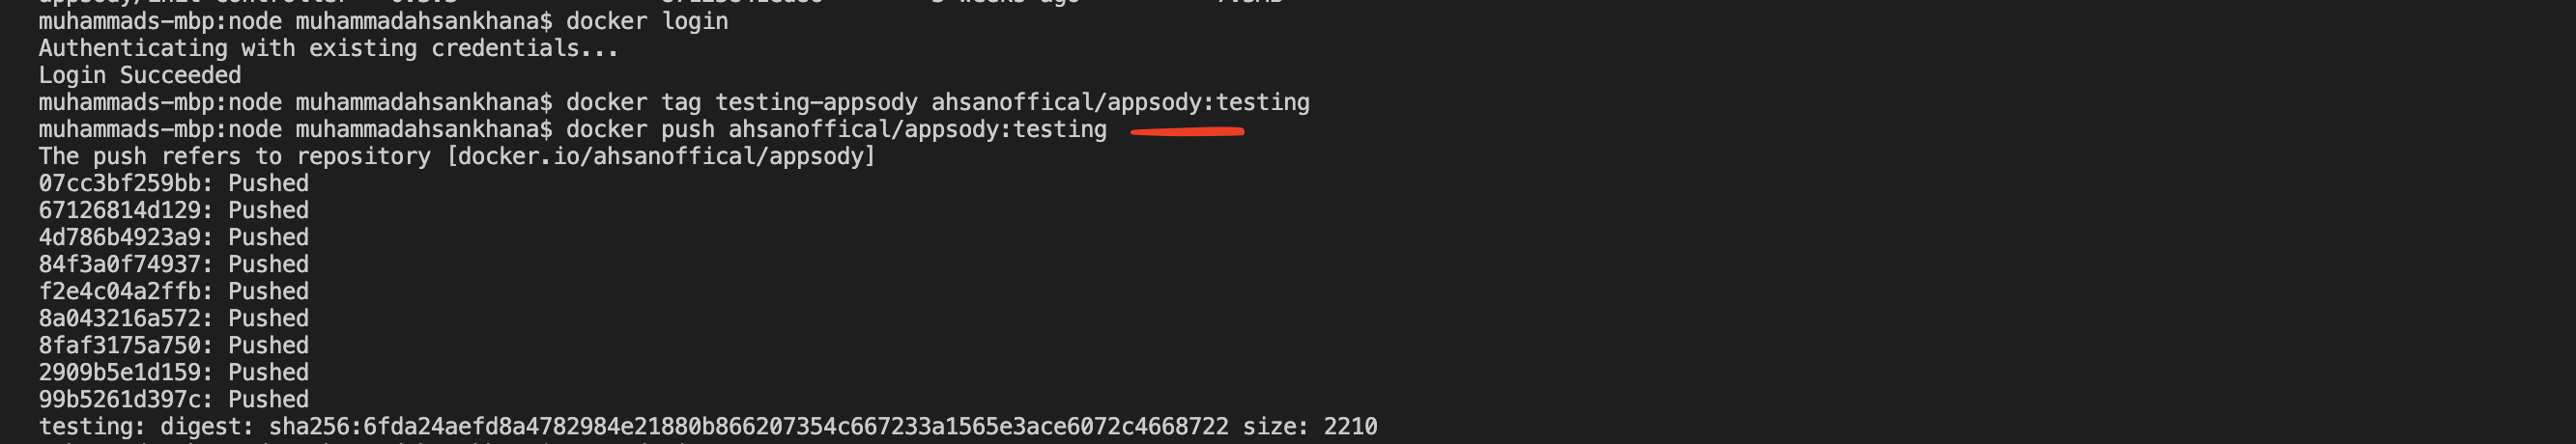 muhammads-mbp:node muhammadahsankhana$ docker login
Authenticating with existing credentials...
Login Succeeded
muhammads-mbp:node muhammadahsankhana$ docker tag testing-appsody ahsanoffical/appsody:testing
muhammads-mbp:node muhammadahsankhana$ docker push ahsanoffical/appsody:testing
The push refers to repository [docker.io/ahsanoffical/appsody]
07cc3bf259bb: Pushed
67126814d129: Pushed
4d786b4923a9: Pushed
84f3a0f74937: Pushed
f2e4c04a2ffb: Pushed
8a043216a572: Pushed
8faf3175a750: Pushed
2909b5e1d159: Pushed
99b5261d397c: Pushed
testing: digest: sha256:6fda24aefd8a4782984e21880b866207354c667233a1565e3ace6072c4668722 size: 2210